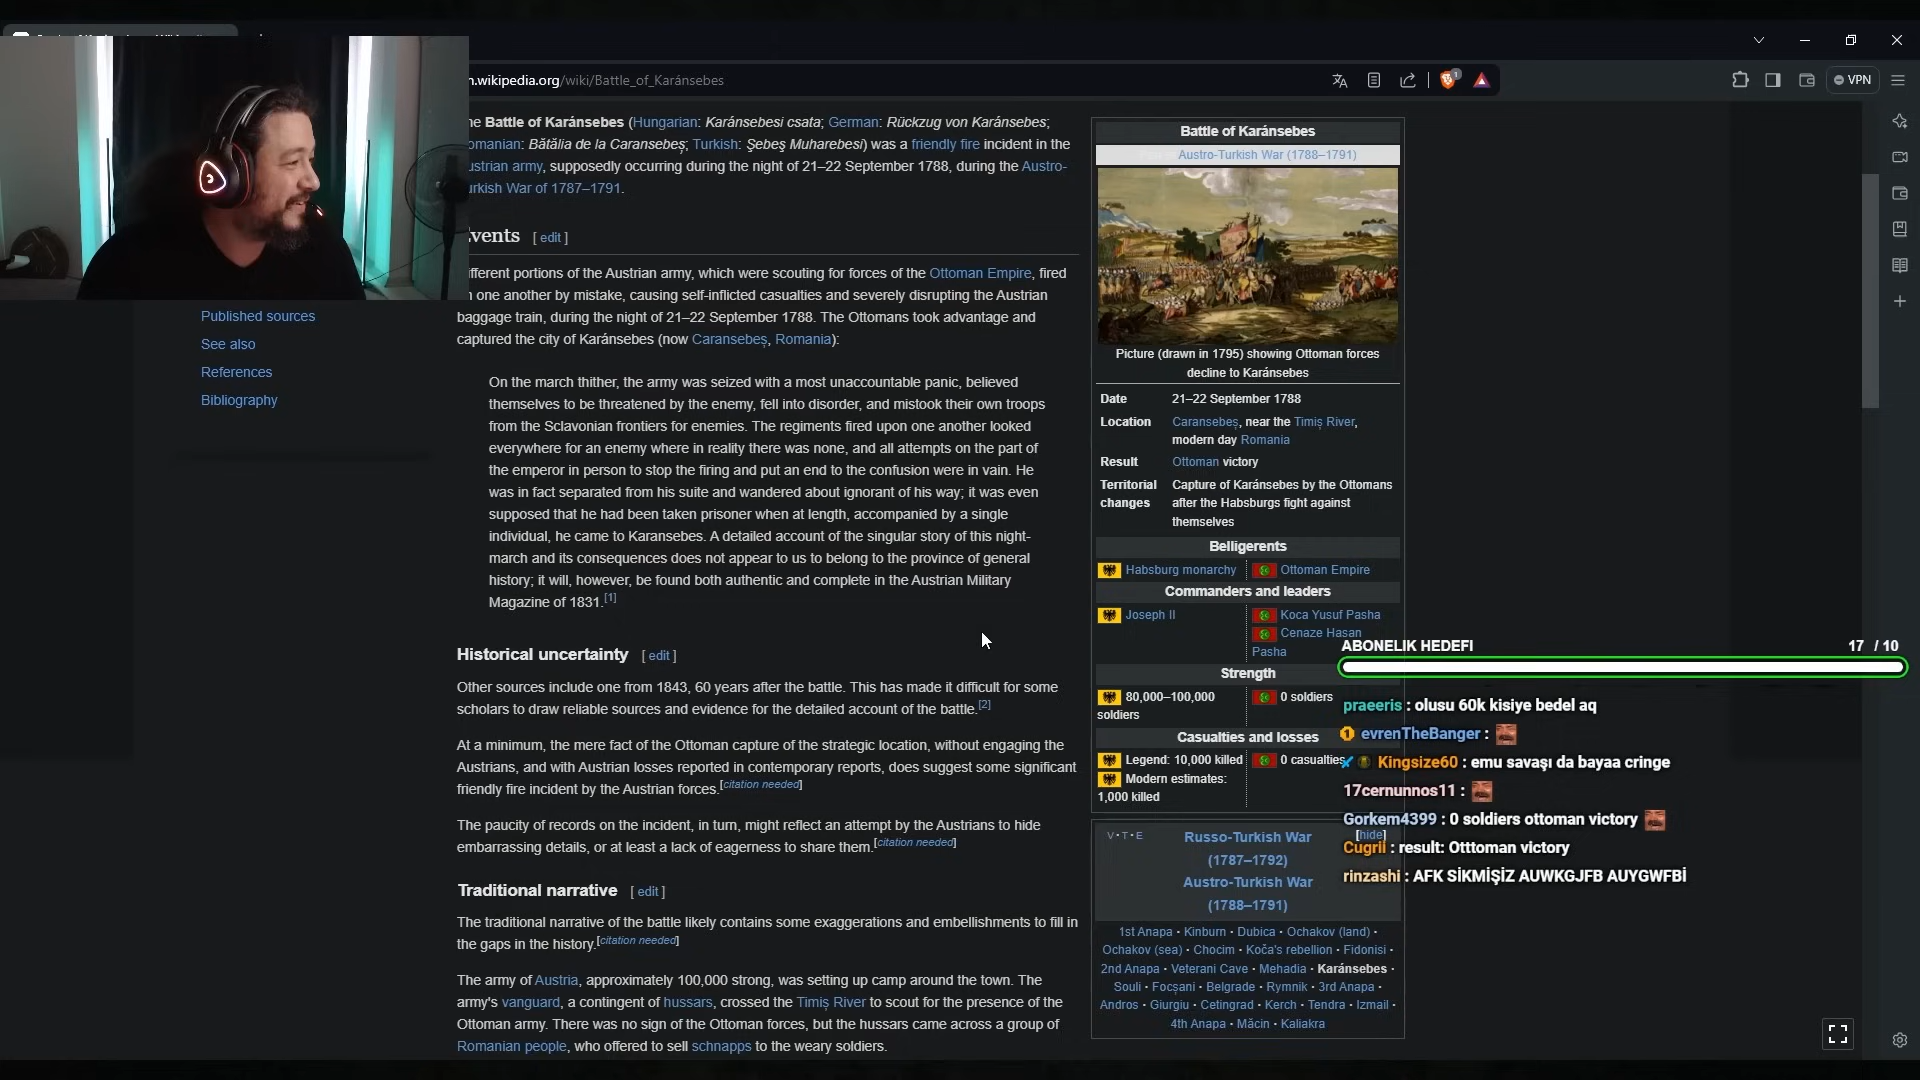 n.wikipedia.org/wiki/Battle_of_Karánsebes
VPN
1
ne Battle of Karánsebes (Hungarian: Karánsebesi csata; German: Rückzug von Karánsebes;
omanian: Bătălia de la Caransebeș; Turkish: Şebeş Muharebesi) was a friendly fire incident in the
ustrian army, supposedly occurring during the night of 21–22 September 1788, during the Austro-
urkish War of 1787–1791.
Events [ edit ]
ifferent portions of the Austrian army, which were scouting for forces of the Ottoman Empire, fired
n one another by mistake, causing self-inflicted casualties and severely disrupting the Austrian
baggage train, during the night of 21–22 September 1788. The Ottomans took advantage and
captured the city of Karánsebes (now Caransebeș, Romania):
On the march thither, the army was seized with a most unaccountable panic, believed
themselves to be threatened by the enemy, fell into disorder, and mistook their own troops
from the Sclavonian frontiers for enemies. The regiments fired upon one another looked
everywhere for an enemy where in reality there was none, and all attempts on the part of
the emperor in person to stop the firing and put an end to the confusion were in vain. He
was in fact separated from his suite and wandered about ignorant of his way; it was even
supposed that he had been taken prisoner when at length, accompanied by a single
individual, he came to Karansebes. A detailed account of the singular story of this night-
march and its consequences does not appear to us to belong to the province of general
history; it will, however, be found both authentic and complete in the Austrian Military
Magazine of 1831.[1]
Historical uncertainty [ edit ]
Other sources include one from 1843, 60 years after the battle. This has made it difficult for some
scholars to draw reliable sources and evidence for the detailed account of the battle.[2]
At a minimum, the mere fact of the Ottoman capture of the strategic location, without engaging the
Austrians, and with Austrian losses reported in contemporary reports, does suggest some significant
friendly fire incident by the Austrian forces.[citation needed]
The paucity of records on the incident, in turn, might reflect an attempt by the Austrians to hide
embarrassing details, or at least a lack of eagerness to share them.[citation needed]
Traditional narrative [ edit ]
The traditional narrative of the battle likely contains some exaggerations and embellishments to fill in
the gaps in the history.[citation needed]
The army of Austria, approximately 100,000 strong, was setting up camp around the town. The
army's vanguard, a contingent of hussars, crossed the Timiș River to scout for the presence of the
Ottoman army. There was no sign of the Ottoman forces, but the hussars came across a group of
Romanian people, who offered to sell schnapps to the weary soldiers.
Published sources
See also
References
Bibliography
Battle of Karánsebes
Austro-Turkish War (1788–1791)
Picture (drawn in 1795) showing Ottoman forces
decline to Karánsebes
Date 21–22 September 1788
Location Caransebeș, near the Timiș River,
modern day Romania
Result Ottoman victory
Territorial Capture of Karánsebes by the Ottomans
changes after the Habsburgs fight against
themselves
Belligerents
Habsburg monarchy Ottoman Empire
Commanders and leaders
Joseph II Koca Yusuf Pasha
Cenaze Hasan
Pasha
Strength
80,000–100,000 0 soldiers
soldiers
Casualties and losses
Legend: 10,000 killed 0 casualties
Modern estimates:
1,000 killed
V·T·E Russo-Turkish War [hide]
(1787–1792)
Austro-Turkish War
(1788–1791)
1st Anapa · Kinburn · Dubica · Ochakov (land) ·
Ochakov (sea) · Chocim · Koča's rebellion · Fidonisi ·
2nd Anapa · Veterani Cave · Mehadia · Karánsebes ·
Souli · Focșani · Belgrade · Rymnik · 3rd Anapa ·
Andros · Giurgiu · Cetingrad · Kerch · Tendra · Izmail ·
4th Anapa · Măcin · Kaliakra
ABONELIK HEDEFI 17 / 10
praeeris : olusu 60k kisiye bedel aq
1 evrenTheBanger :
Kingsize60 : emu savaşı da bayaa cringe
17cernunnos11 :
Gorkem4399 : 0 soldiers ottoman victory
Cugril : result: Otttoman victory
rinzashi : AFK SİKMİŞİZ AUWKGJFB AUYGWFBİ